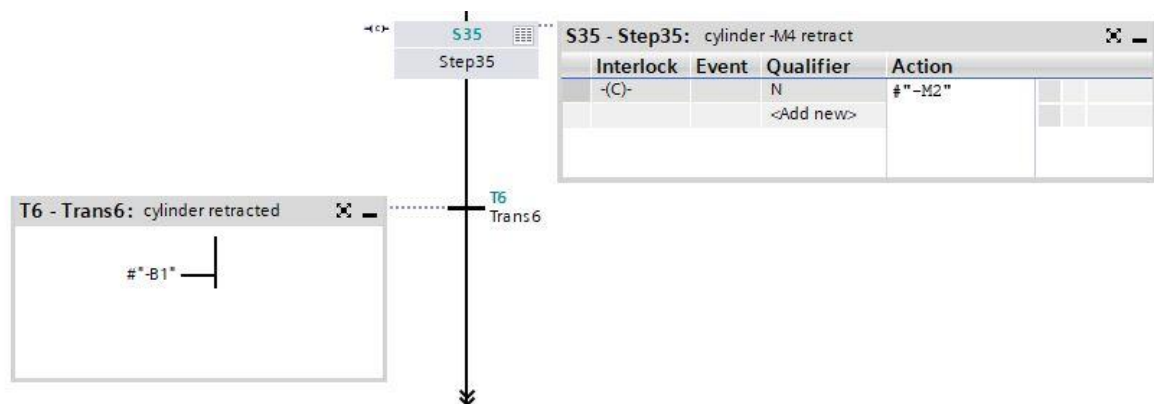 -(C)-
S35
Step35
S35 - Step35: cylinder -M4 retract
Interlock Event Qualifier Action
-(C)- N #"-M2"
<Add new>
T6
Trans6
T6 - Trans6: cylinder retracted
#"-B1"